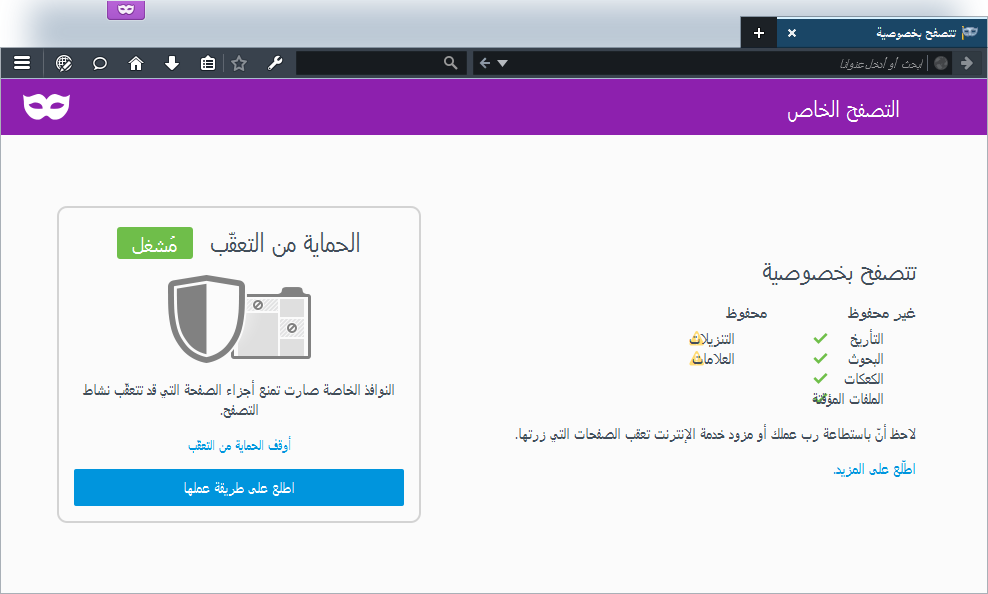 تتصفح بخصوصية
ابحث أو أدخل عنوانا
التصفح الخاص
تتصفح بخصوصية
غير محفوظ
محفوظ
التأريخ
البحوث
الكعكات
الملفات المؤقتة
التنزيلات
العلامات
لاحظ أنّ باستطاعة رب عملك أو مزود خدمة الإنترنت تعقب الصفحات التي زرتها.
اطلّع على المزيد.
الحماية من التعقّب
مُشغل
النوافذ الخاصة صارت تمنع أجزاء الصفحة التي قد تتعقّب نشاط
التصفح.
أوقف الحماية من التعقّب
اطلع على طريقة عملها